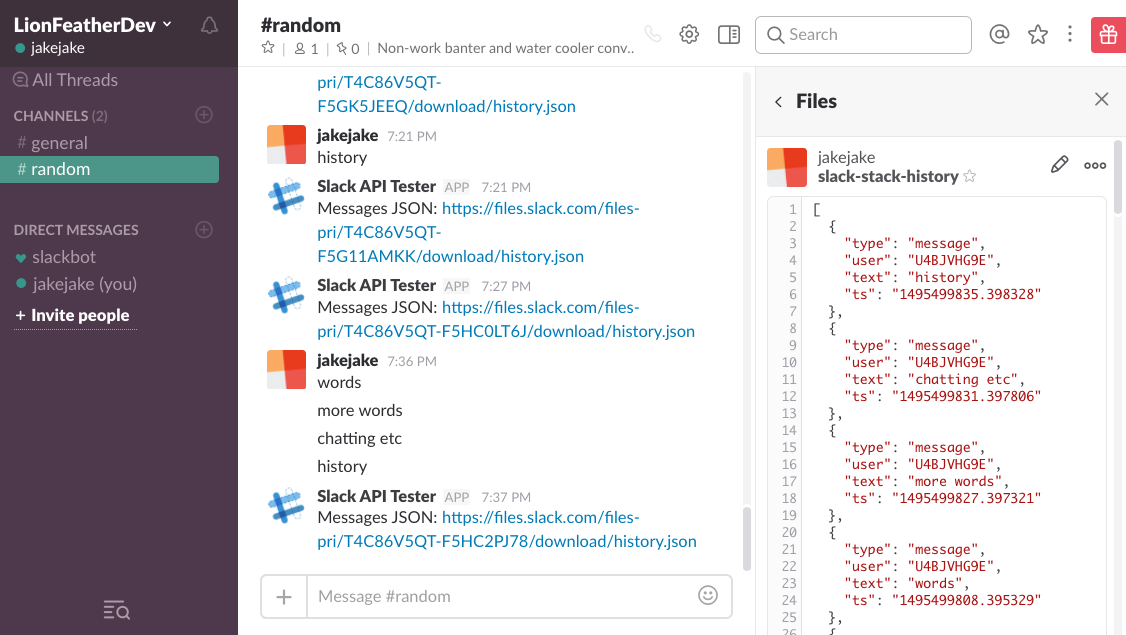 LionFeatherDev
jakejake
All Threads
CHANNELS (2)
# general
# random
DIRECT MESSAGES
slackbot
jakejake (you)
+ Invite people
#random
1 | 0 | Non-work banter and water cooler conv..
Search
pri/T4C86V5QT-
F5GK5JEEQ/download/history.json
jakejake 7:21 PM
history
Slack API Tester APP 7:21 PM
Messages JSON: https://files.slack.com/files-
pri/T4C86V5QT-
F5G11AMKK/download/history.json
Slack API Tester APP 7:27 PM
Messages JSON: https://files.slack.com/files-
pri/T4C86V5QT-F5HC0LT6J/download/history.json
jakejake 7:36 PM
words
more words
chatting etc
history
Slack API Tester APP 7:37 PM
Messages JSON: https://files.slack.com/files-
pri/T4C86V5QT-F5HC2PJ78/download/history.json
Message #random
Files
jakejake
slack-stack-history
1 [
2 {
3 "type": "message",
4 "user": "U4BJVHG9E",
5 "text": "history",
6 "ts": "1495499835.398328"
7 },
8 {
9 "type": "message",
10 "user": "U4BJVHG9E",
11 "text": "chatting etc",
12 "ts": "1495499831.397806"
13 },
14 {
15 "type": "message",
16 "user": "U4BJVHG9E",
17 "text": "more words",
18 "ts": "1495499827.397321"
19 },
20 {
21 "type": "message",
22 "user": "U4BJVHG9E",
23 "text": "words",
24 "ts": "1495499808.395329"
25 },
26 {